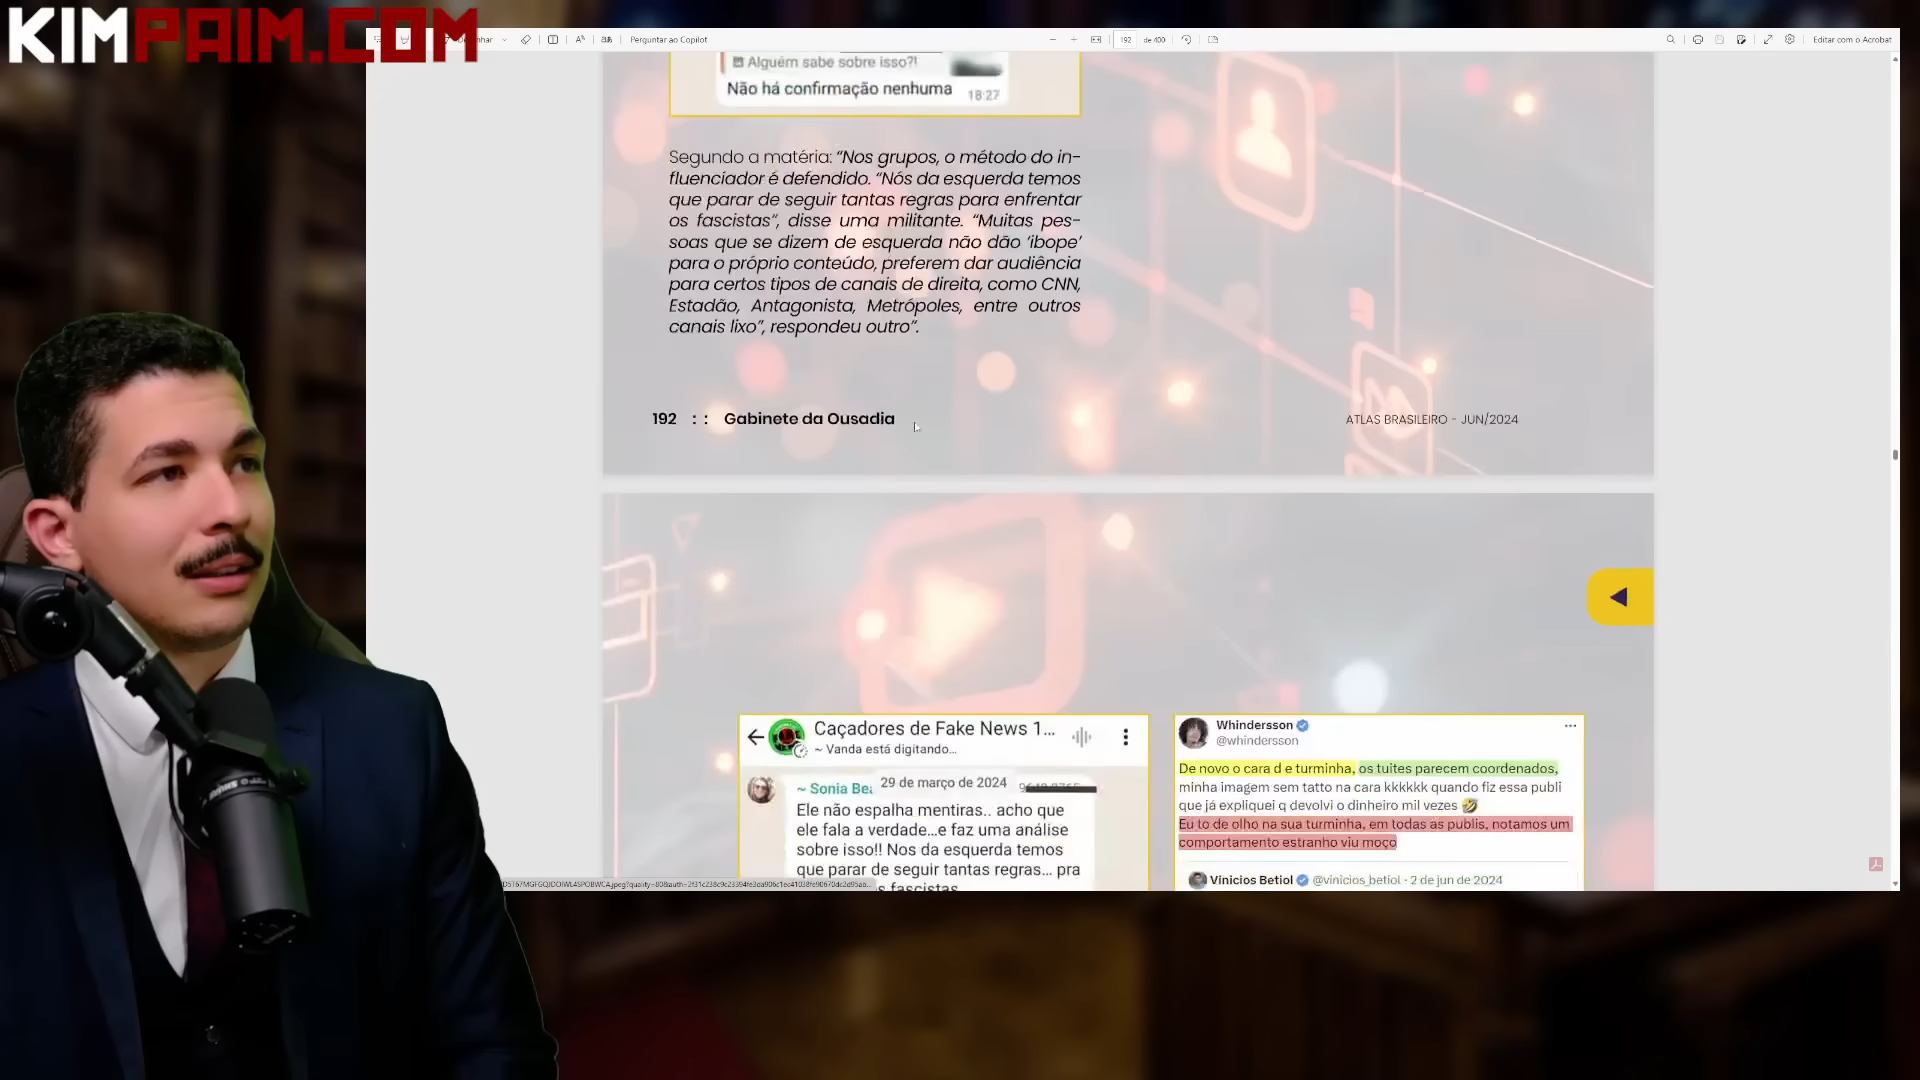 KIMPAIM.COM
Perguntar ao Copilot
192 de 400
Editar com o Acrobat
Alguém sabe sobre isso?!
Não há confirmação nenhuma 18:27
Segundo a matéria: “Nos grupos, o método do in-
fluenciador é defendido. “Nós da esquerda temos
que parar de seguir tantas regras para enfrentar
os fascistas”, disse uma militante. “Muitas pes-
soas que se dizem de esquerda não dão ‘ibope’
para o próprio conteúdo, preferem dar audiência
para certos tipos de canais de direita, como CNN,
Estadão, Antagonista, Metrópoles, entre outros
canais lixo”, respondeu outro”.
192 : : Gabinete da Ousadia
ATLAS BRASILEIRO - JUN/2024
Caçadores de Fake News 1...
~ Vanda está digitando...
29 de março de 2024
~ Sonia Be
Ele não espalha mentiras.. acho que
ele fala a verdade...e faz uma análise
sobre isso!! Nos da esquerda temos
que parar de seguir tantas regras... pra
s fascistas
Whindersson
@whindersson
De novo o cara d e turminha, os tuites parecem coordenados,
minha imagem sem tatto na cara kkkkkk quando fiz essa publi
que já expliquei q devolvi o dinheiro mil vezes 🤣
Eu to de olho na sua turminha, em todas as publis, notamos um
comportamento estranho viu moço
Vinicios Betiol @vinicios_betiol - 2 de jun de 2024